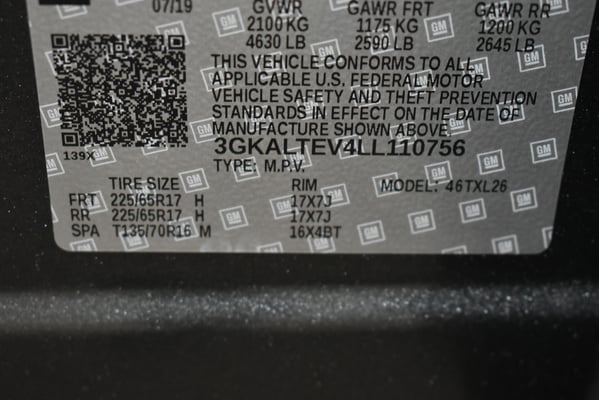 07/19 GVWR GAWR FRT GAWR RR
2100 KG 1175 KG 1200 KG
4630 LB 2590 LB 2645 LB
THIS VEHICLE CONFORMS TO ALL
APPLICABLE U.S. FEDERAL MOTOR
VEHICLE SAFETY AND THEFT PREVENTION
STANDARDS IN EFFECT ON THE DATE OF
MANUFACTURE SHOWN ABOVE.
139X 3GKALTEV4LL110756
TYPE: M.P.V.
TIRE SIZE RIM MODEL: 46TXL26
FRT 225/65R17 H 17X7J
RR 225/65R17 H 17X7J
SPA T135/70R16 M 16X4BT
GM